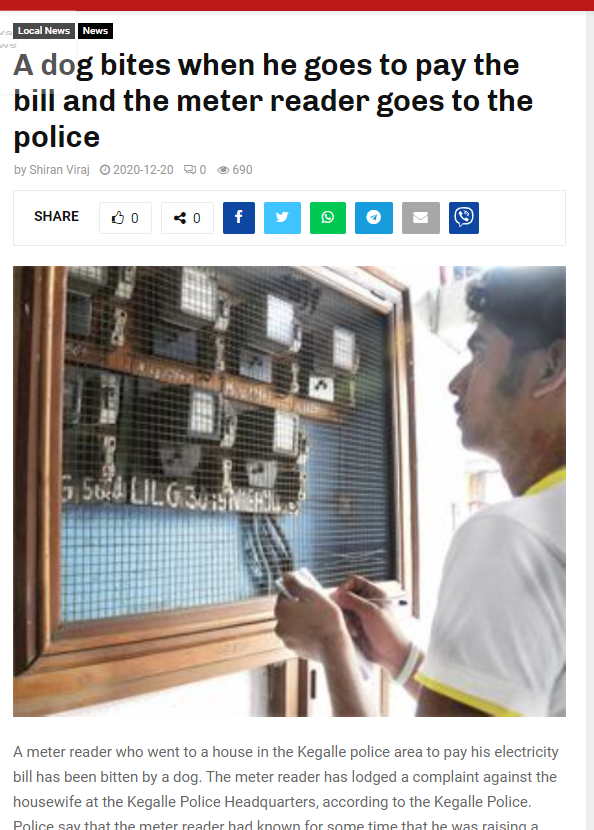 Local News News
A dog bites when he goes to pay the
bill and the meter reader goes to the
police
by Shiran Viraj 2020-12-20 0 690
SHARE 0 0
A meter reader who went to a house in the Kegalle police area to pay his electricity
bill has been bitten by a dog. The meter reader has lodged a complaint against the
housewife at the Kegalle Police Headquarters, according to the Kegalle Police.
Police say that the meter reader had known for some time that he was raising a